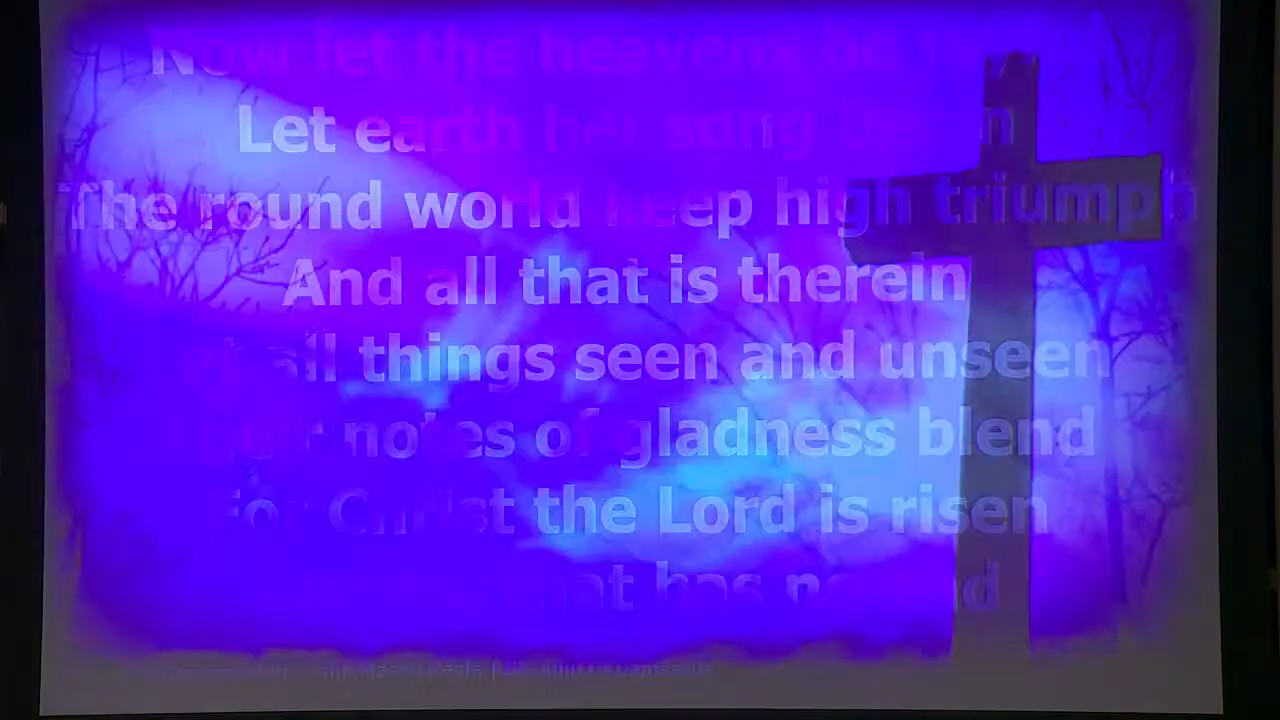 Now let the heavens be
Let earth her song
The round world keep high triumph
And all that is therein
all things seen and unseen
notes of gladness blend
For Christ the Lord is risen
that has